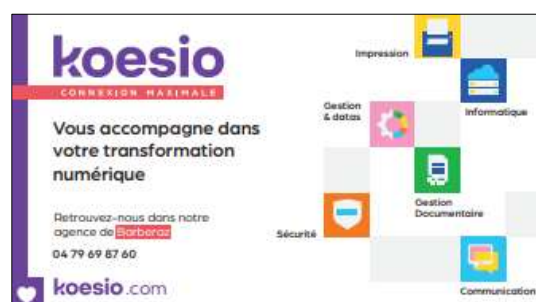 koesio
CONNEXION MAXIMALE
Vous accompagne dans
votre transformation
numérique
Retrouvez-nous dans notre
agence de Barberaz
04 79 69 87 60
koesio.com
Impression
Informatique
Gestion
& datas
Gestion
Documentaire
Sécurité
Communication